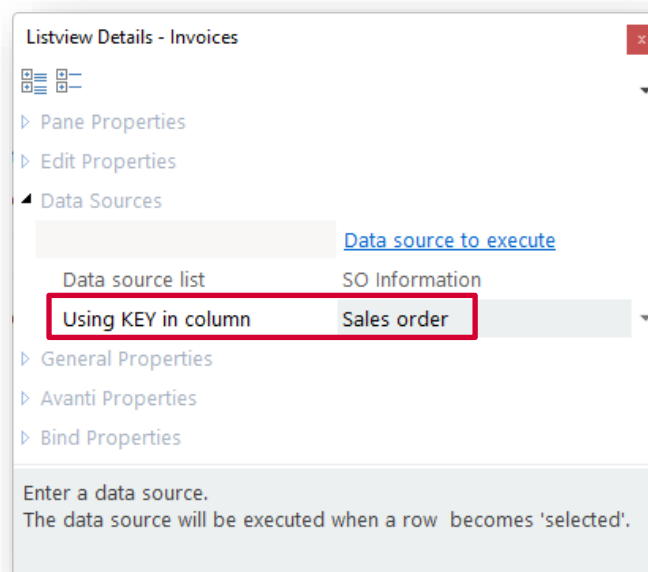 Listview Details - Invoices
x
Pane Properties
Edit Properties
Data Sources
Data source to execute
Data source list SO Information
Using KEY in column Sales order
General Properties
Avanti Properties
Bind Properties
Enter a data source.
The data source will be executed when a row becomes 'selected'.